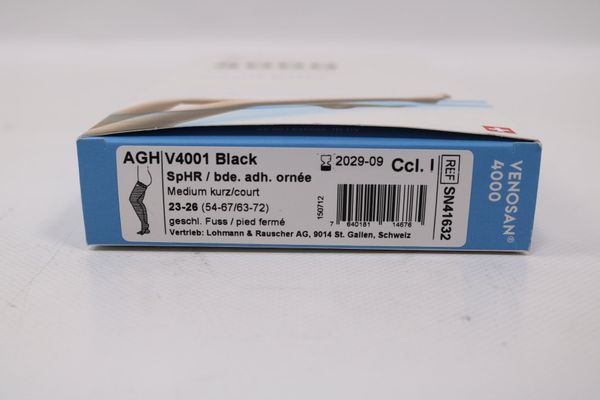 AGH V4001 Black
SpHR / bde. adh. ornée
Medium kurz/court
23-26 (54-67/63-72)
geschl. Fuss / pied fermé
Vertrieb: Lohmann & Rauscher AG, 9014 St. Gallen, Schweiz
2029-09
Ccl. I
150712
7 640181 114676
REF SN41632
VENOSAN®
4000